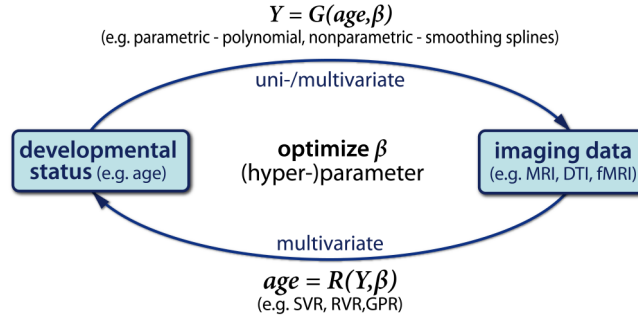 Y = G(age,β)
(e.g. parametric - polynomial, nonparametric - smoothing splines)
uni-/multivariate
developmental
status (e.g. age)
optimize β
(hyper-)parameter
imaging data
(e.g. MRI, DTI, fMRI)
multivariate
age = R(Y,β)
(e.g. SVR, RVR,GPR)